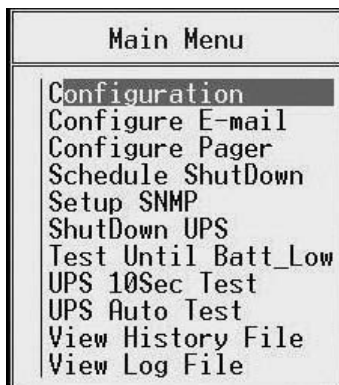 Main Menu
Configuration
Configure E-mail
Configure Pager
Schedule ShutDown
Setup SNMP
ShutDown UPS
Test Until Batt_Low
UPS 10Sec Test
UPS Auto Test
View History File
View Log File